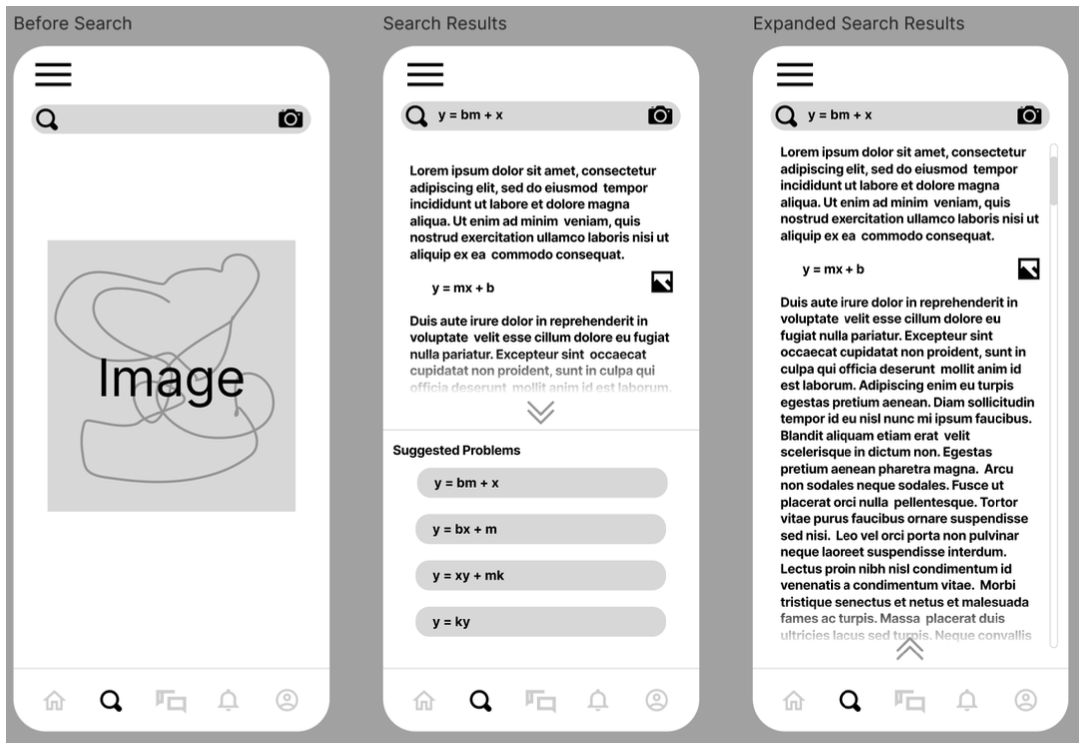 Before Search
Image
Search Results
y = bm + x
Lorem ipsum dolor sit amet, consectetur
adipiscing elit, sed do eiusmod tempor
incididunt ut labore et dolore magna
aliqua. Ut enim ad minim veniam, quis
nostrud exercitation ullamco laboris nisi ut
aliquip ex ea commodo consequat.
y = mx + b
Duis aute irure dolor in reprehenderit in
voluptate velit esse cillum dolore eu fugiat
nulla pariatur. Excepteur sint occaecat
cupidatat non proident, sunt in culpa qui
officia deserunt mollit anim id est laborum.
Suggested Problems
y = bm + x
y = bx + m
y = xy + mk
y = ky
Expanded Search Results
y = bm + x
Lorem ipsum dolor sit amet, consectetur
adipiscing elit, sed do eiusmod tempor
incididunt ut labore et dolore magna
aliqua. Ut enim ad minim veniam, quis
nostrud exercitation ullamco laboris nisi ut
aliquip ex ea commodo consequat.
y = mx + b
Duis aute irure dolor in reprehenderit in
voluptate velit esse cillum dolore eu
fugiat nulla pariatur. Excepteur sint
occaecat cupidatat non proident, sunt in
culpa qui officia deserunt mollit anim id
est laborum. Adipiscing enim eu turpis
egestas pretium aenean. Diam sollicitudin
tempor id eu nisl nunc mi ipsum faucibus.
Blandit aliquam etiam erat velit
scelerisque in dictum non. Egestas
pretium aenean pharetra magna. Arcu
non sodales neque sodales. Fusce ut
placerat orci nulla pellentesque. Tortor
vitae purus faucibus ornare suspendisse
sed nisi. Leo vel orci porta non pulvinar
neque laoreet suspendisse interdum.
Lectus proin nibh nisl condimentum id
venenatis a condimentum vitae. Morbi
tristique senectus et netus et malesuada
fames ac turpis. Massa placerat duis
ultricies lacus sed turpis. Neque convallis